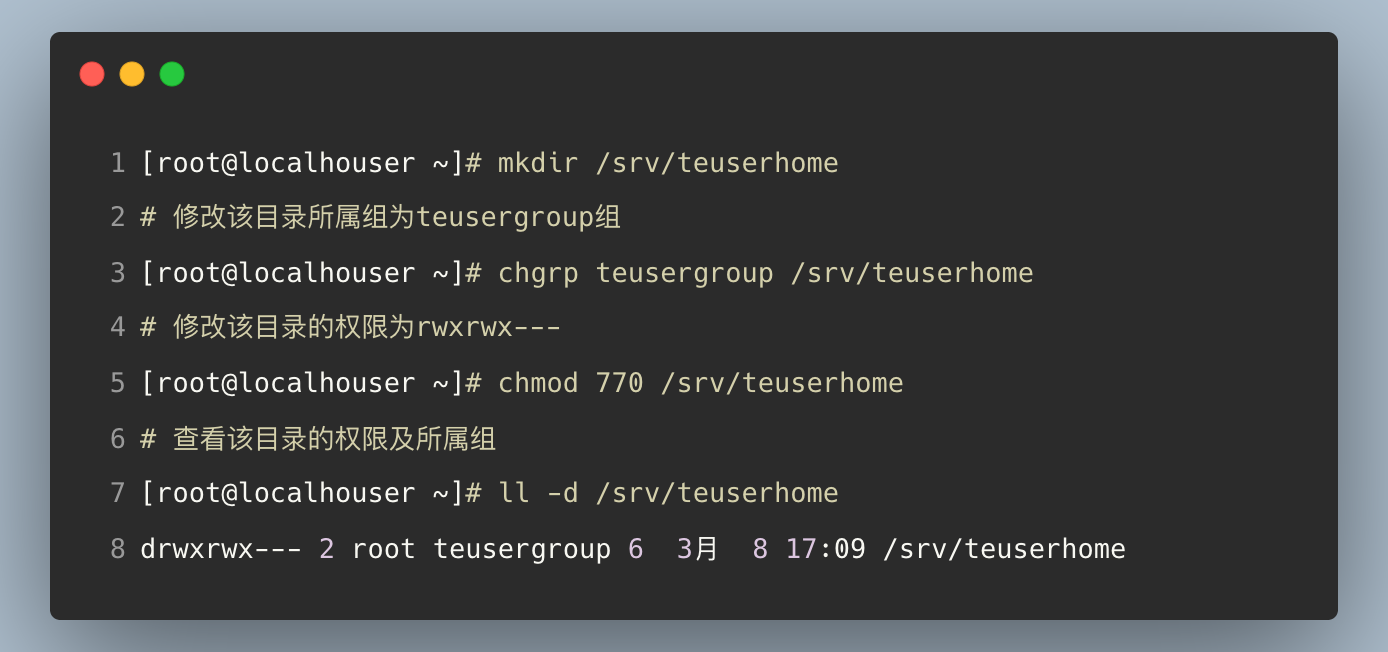 1 [root@localhouser ~]# mkdir /srv/teuserhome
2 # 修改该目录所属组为teusergroup组
3 [root@localhouser ~]# chgrp teusergroup /srv/teuserhome
4 # 修改该目录的权限为rwxrwx---
5 [root@localhouser ~]# chmod 770 /srv/teuserhome
6 # 查看该目录的权限及所属组
7 [root@localhouser ~]# ll -d /srv/teuserhome
8 drwxrwx--- 2 root teusergroup 6  3月  8 17:09 /srv/teuserhome